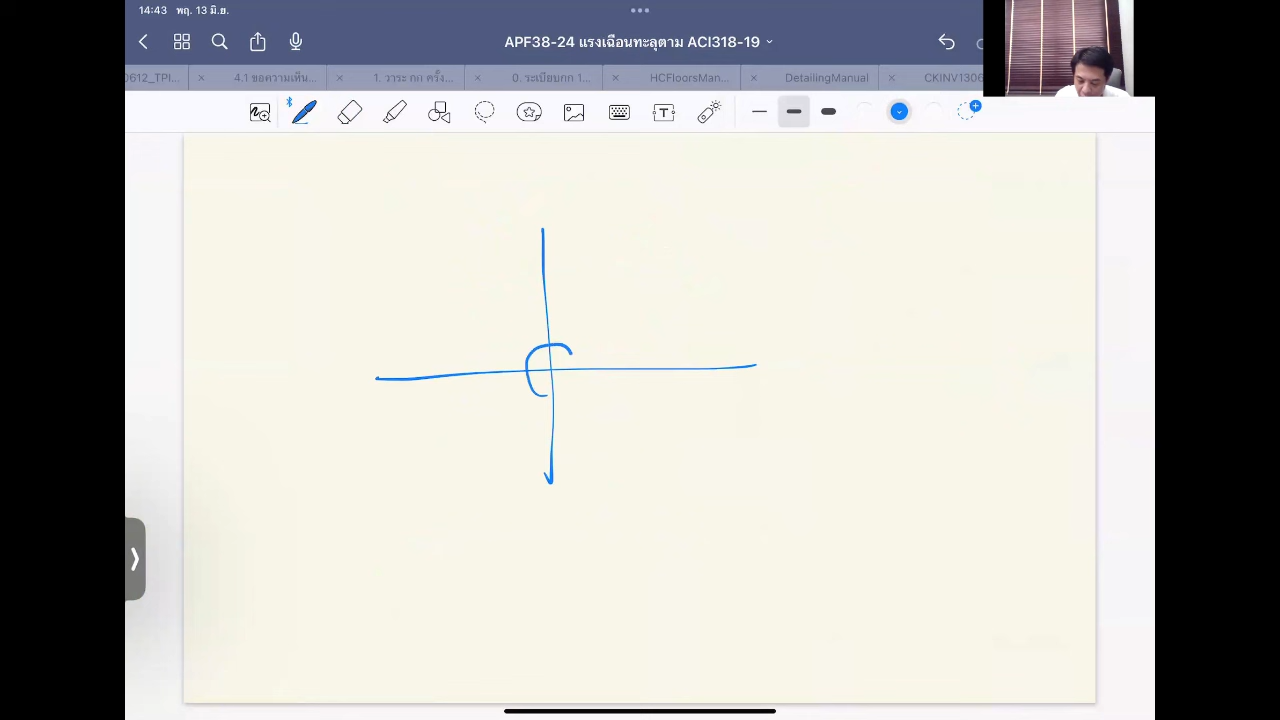 14:43 พฤ. 13 มิ.ย.
APF38-24 แรงเฉือนทะลุตาม ACI318-19
0612_TPI...
4.1 ขอความเห็น...
1. วาระ กก ครั้ง...
0. ระเบียบกก 1...
HCFloorsMan...
DetailingManual
CKINV1306
T